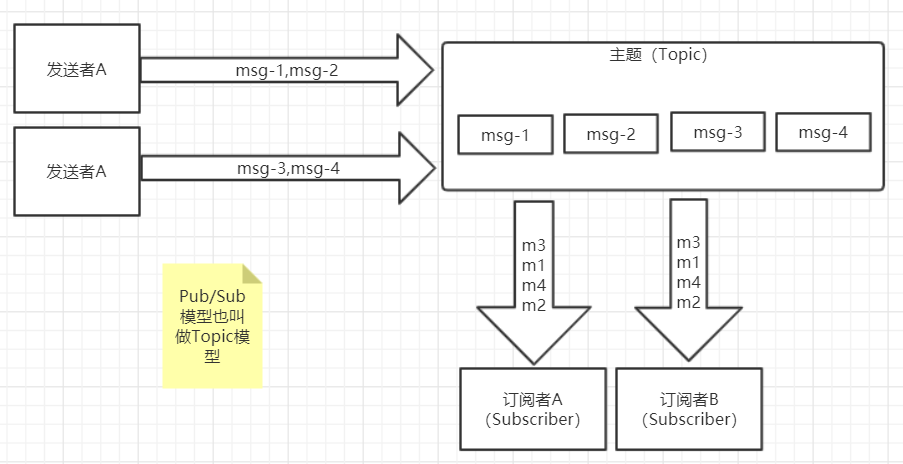 发送者A
msg-1,msg-2
主题（Topic）
msg-1
msg-2
msg-3
msg-4
发送者A
msg-3,msg-4
m3
m1
m4
m2
m3
m1
m4
m2
Pub/Sub
模型也叫
做Topic模
型
订阅者A
（Subscriber）
订阅者B
（Subscriber）